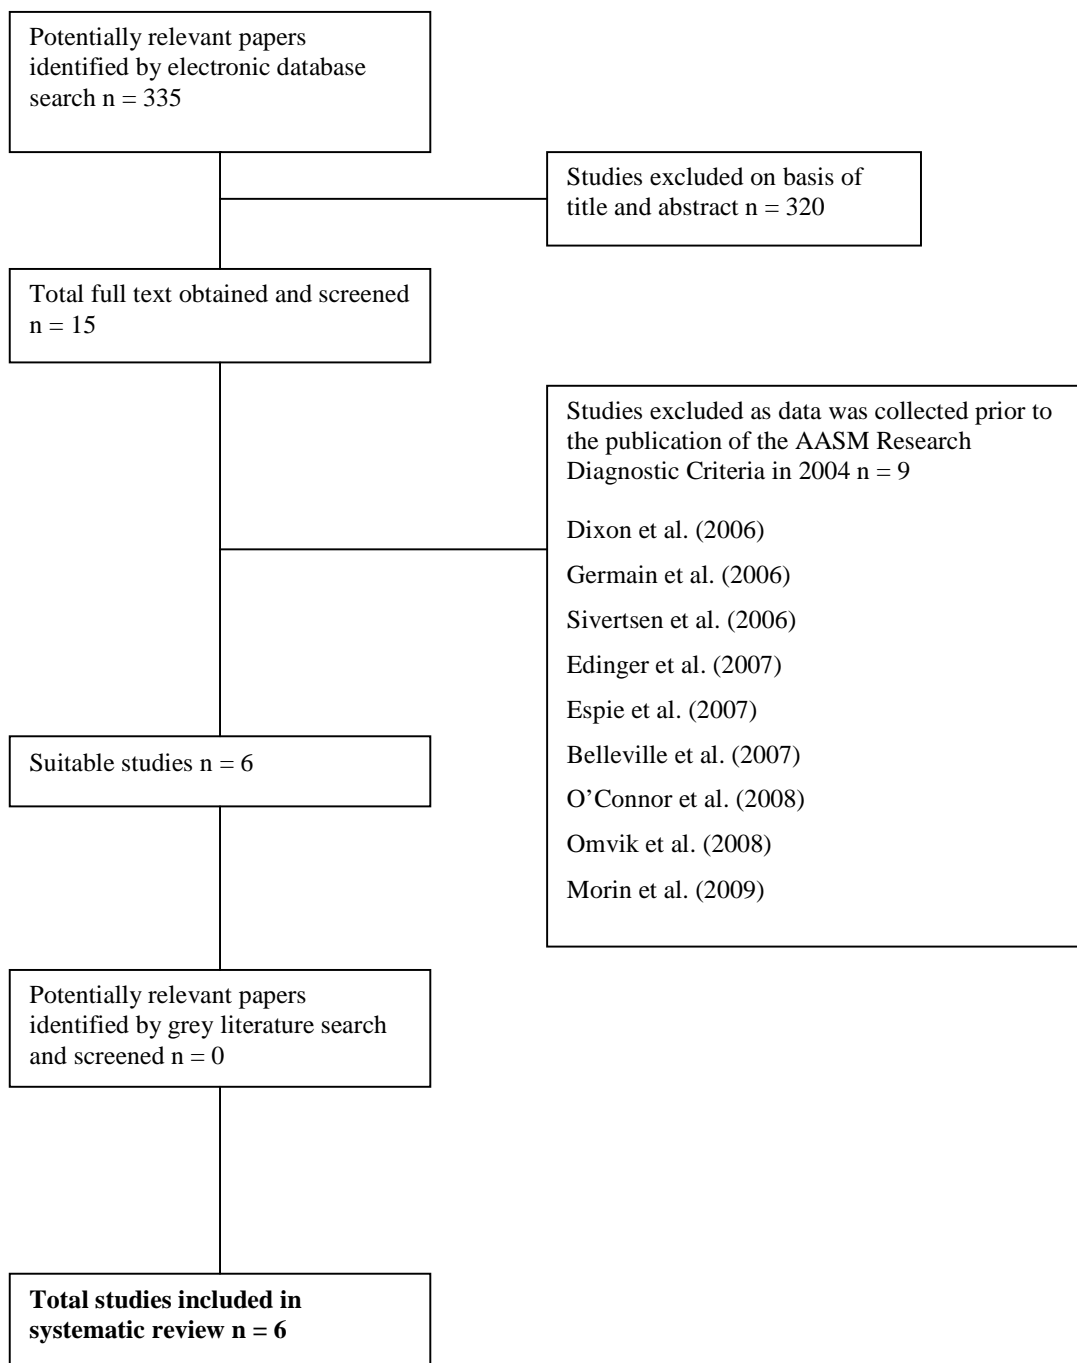 Potentially relevant papers
identified by electronic database
search n = 335
Studies excluded on basis of
title and abstract n = 320
Total full text obtained and screened
n = 15
Studies excluded as data was collected prior to
the publication of the AASM Research
Diagnostic Criteria in 2004 n = 9
Dixon et al. (2006)
Germain et al. (2006)
Sivertsen et al. (2006)
Edinger et al. (2007)
Espie et al. (2007)
Belleville et al. (2007)
O’Connor et al. (2008)
Omvik et al. (2008)
Morin et al. (2009)
Suitable studies n = 6
Potentially relevant papers
identified by grey literature search
and screened n = 0
Total studies included in
systematic review n = 6